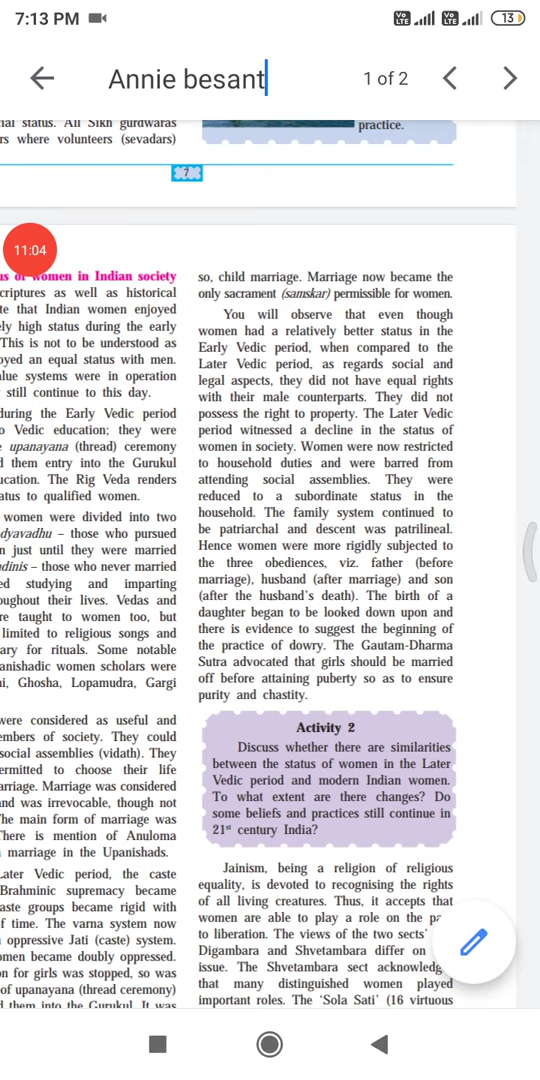 7:13 PM
Vo LTE Vo LTE 13
Annie besant 1 of 2
cial status. All Sikh gurdwaras
where volunteers (sevadars)
practice.
7
11:04
of women in Indian society
criptures as well as historical
that Indian women enjoyed
high status during the early
This is not to be understood as
an equal status with men.
systems were in operation
still continue to this day.
during the Early Vedic period
Vedic education; they were
upanayana (thread) ceremony
them entry into the Gurukul
The Rig Veda renders
to qualified women.
women were divided into two
dyavadhu – those who pursued
just until they were married
dinis – those who never married
studying and imparting
throughout their lives. Vedas and
taught to women too, but
limited to religious songs and
for rituals. Some notable
women scholars were
Ghosha, Lopamudra, Gargi
were considered as useful and
members of society. They could
social assemblies (vidath). They
permitted to choose their life
marriage. Marriage was considered
and was irrevocable, though not
The main form of marriage was
There is mention of Anuloma
marriage in the Upanishads.
Later Vedic period, the caste
Brahminic supremacy became
caste groups became rigid with
of time. The varna system now
oppressive Jati (caste) system.
women became doubly oppressed.
for girls was stopped, so was
of upanayana (thread ceremony)
them into the Gurukul. It was
so, child marriage. Marriage now became the
only sacrament (samskar) permissible for women.
You will observe that even though
women had a relatively better status in the
Early Vedic period, when compared to the
Later Vedic period, as regards social and
legal aspects, they did not have equal rights
with their male counterparts. They did not
possess the right to property. The Later Vedic
period witnessed a decline in the status of
women in society. Women were now restricted
to household duties and were barred from
attending social assemblies. They were
reduced to a subordinate status in the
household. The family system continued to
be patriarchal and descent was patrilineal.
Hence women were more rigidly subjected to
the three obediences, viz. father (before
marriage), husband (after marriage) and son
(after the husband's death). The birth of a
daughter began to be looked down upon and
there is evidence to suggest the beginning of
the practice of dowry. The Gautam-Dharma
Sutra advocated that girls should be married
off before attaining puberty so as to ensure
purity and chastity.
Activity 2
Discuss whether there are similarities
between the status of women in the Later
Vedic period and modern Indian women.
To what extent are there changes? Do
some beliefs and practices still continue in
21st century India?
Jainism, being a religion of religious
equality, is devoted to recognising the rights
of all living creatures. Thus, it accepts that
women are able to play a role on the
to liberation. The views of the two sects'
Digambara and Shvetambara differ on
issue. The Shvetambara sect
that many distinguished women played
important roles. The 'Sola Sati' (16 virtuous